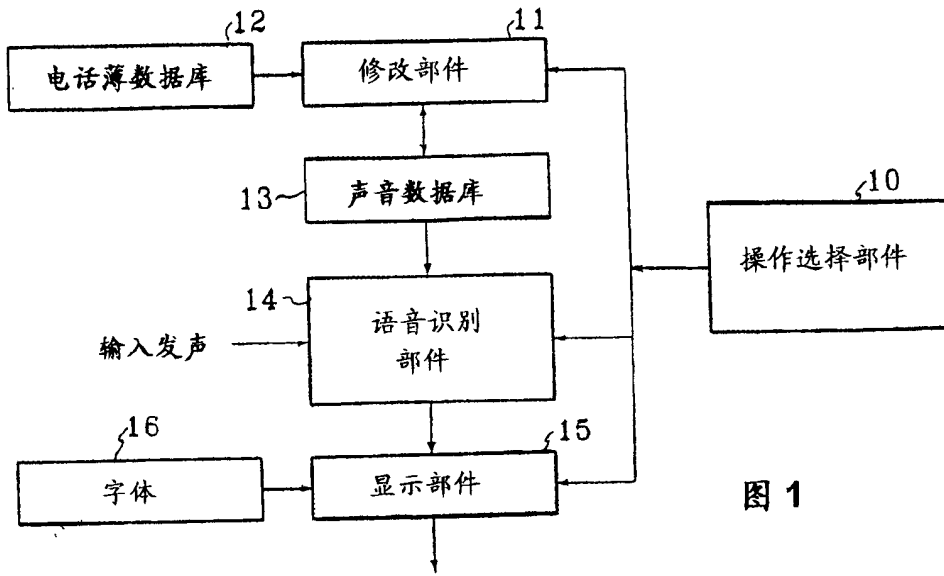 12
电话薄数据库
11
修改部件
13
声音数据库
10
操作选择部件
14
语音识别
部件
输入发声
16
字体
15
显示部件
图 1